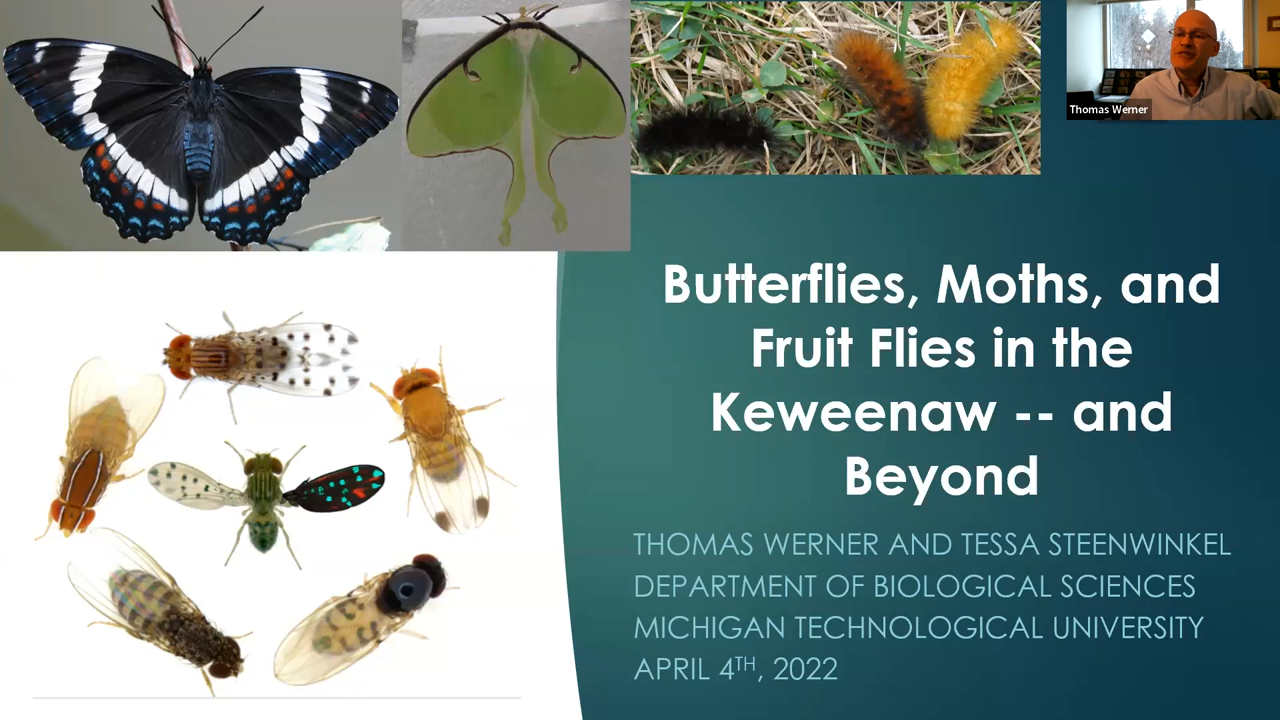 Thomas Werner
Butterflies, Moths, and
Fruit Flies in the
Keweenaw -- and
Beyond
THOMAS WERNER AND TESSA STEENWINKEL
DEPARTMENT OF BIOLOGICAL SCIENCES
MICHIGAN TECHNOLOGICAL UNIVERSITY
APRIL 4TH, 2022